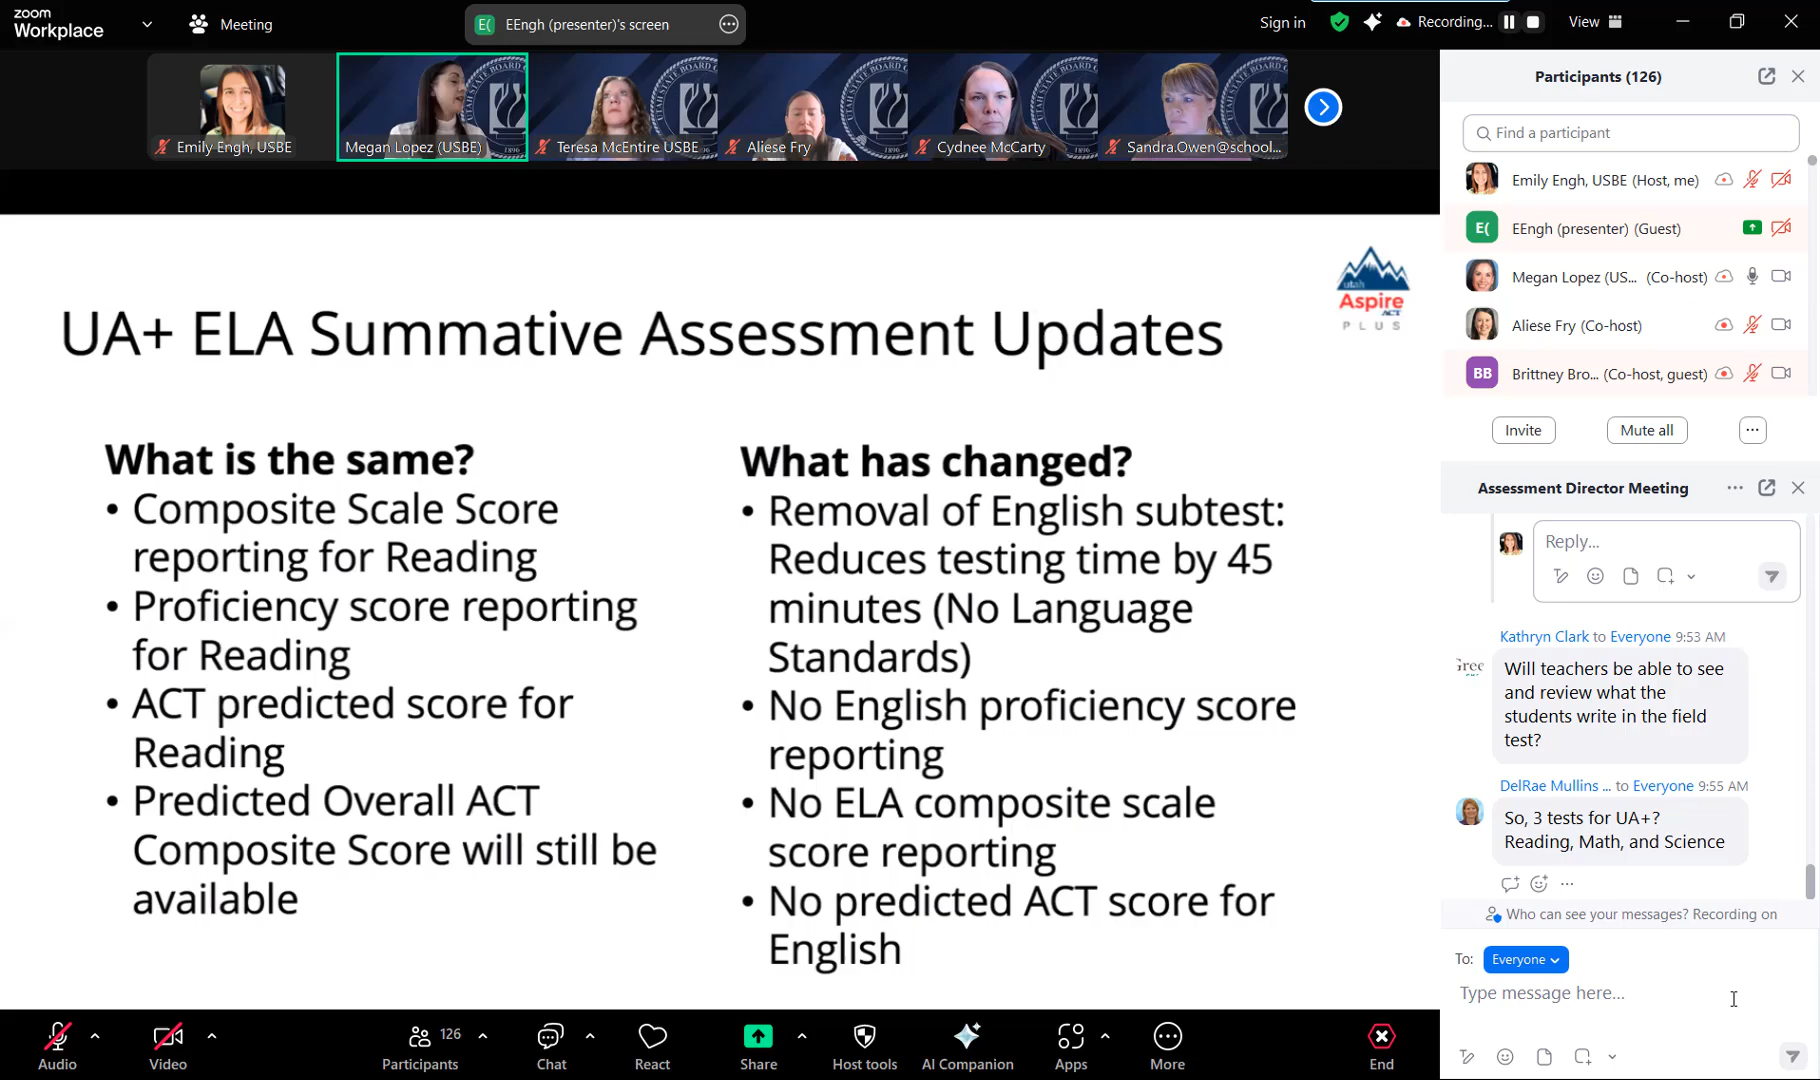 zoom
Workplace
Meeting
E( EEngh (presenter)'s screen
Sign in
Recording...
View
Emily Engh, USBE
Megan Lopez (USBE)
Teresa McEntire USBE
Aliese Fry
Cydnee McCarty
Sandra.Owen@school...
UTAH STATE BOARD O
1896
Participants (126)
Find a participant
Emily Engh, USBE (Host, me)
E( EEngh (presenter) (Guest)
Megan Lopez (US... (Co-host)
Aliese Fry (Co-host)
BB Brittney Bro... (Co-host, guest)
Invite
Mute all
utah
Aspire
ACT
PLUS
UA+ ELA Summative Assessment Updates
What is the same?
• Composite Scale Score
reporting for Reading
• Proficiency score reporting
for Reading
• ACT predicted score for
Reading
• Predicted Overall ACT
Composite Score will still be
available
What has changed?
• Removal of English subtest:
Reduces testing time by 45
minutes (No Language
Standards)
• No English proficiency score
reporting
• No ELA composite scale
score reporting
• No predicted ACT score for
English
Assessment Director Meeting
Reply...
Kathryn Clark to Everyone 9:53 AM
Will teachers be able to see
and review what the
students write in the field
test?
DelRae Mullins ... to Everyone 9:55 AM
So, 3 tests for UA+?
Reading, Math, and Science
Who can see your messages? Recording on
To: Everyone
Type message here...
Audio
Video
126
Participants
Chat
React
Share
Host tools
AI Companion
Apps
More
End